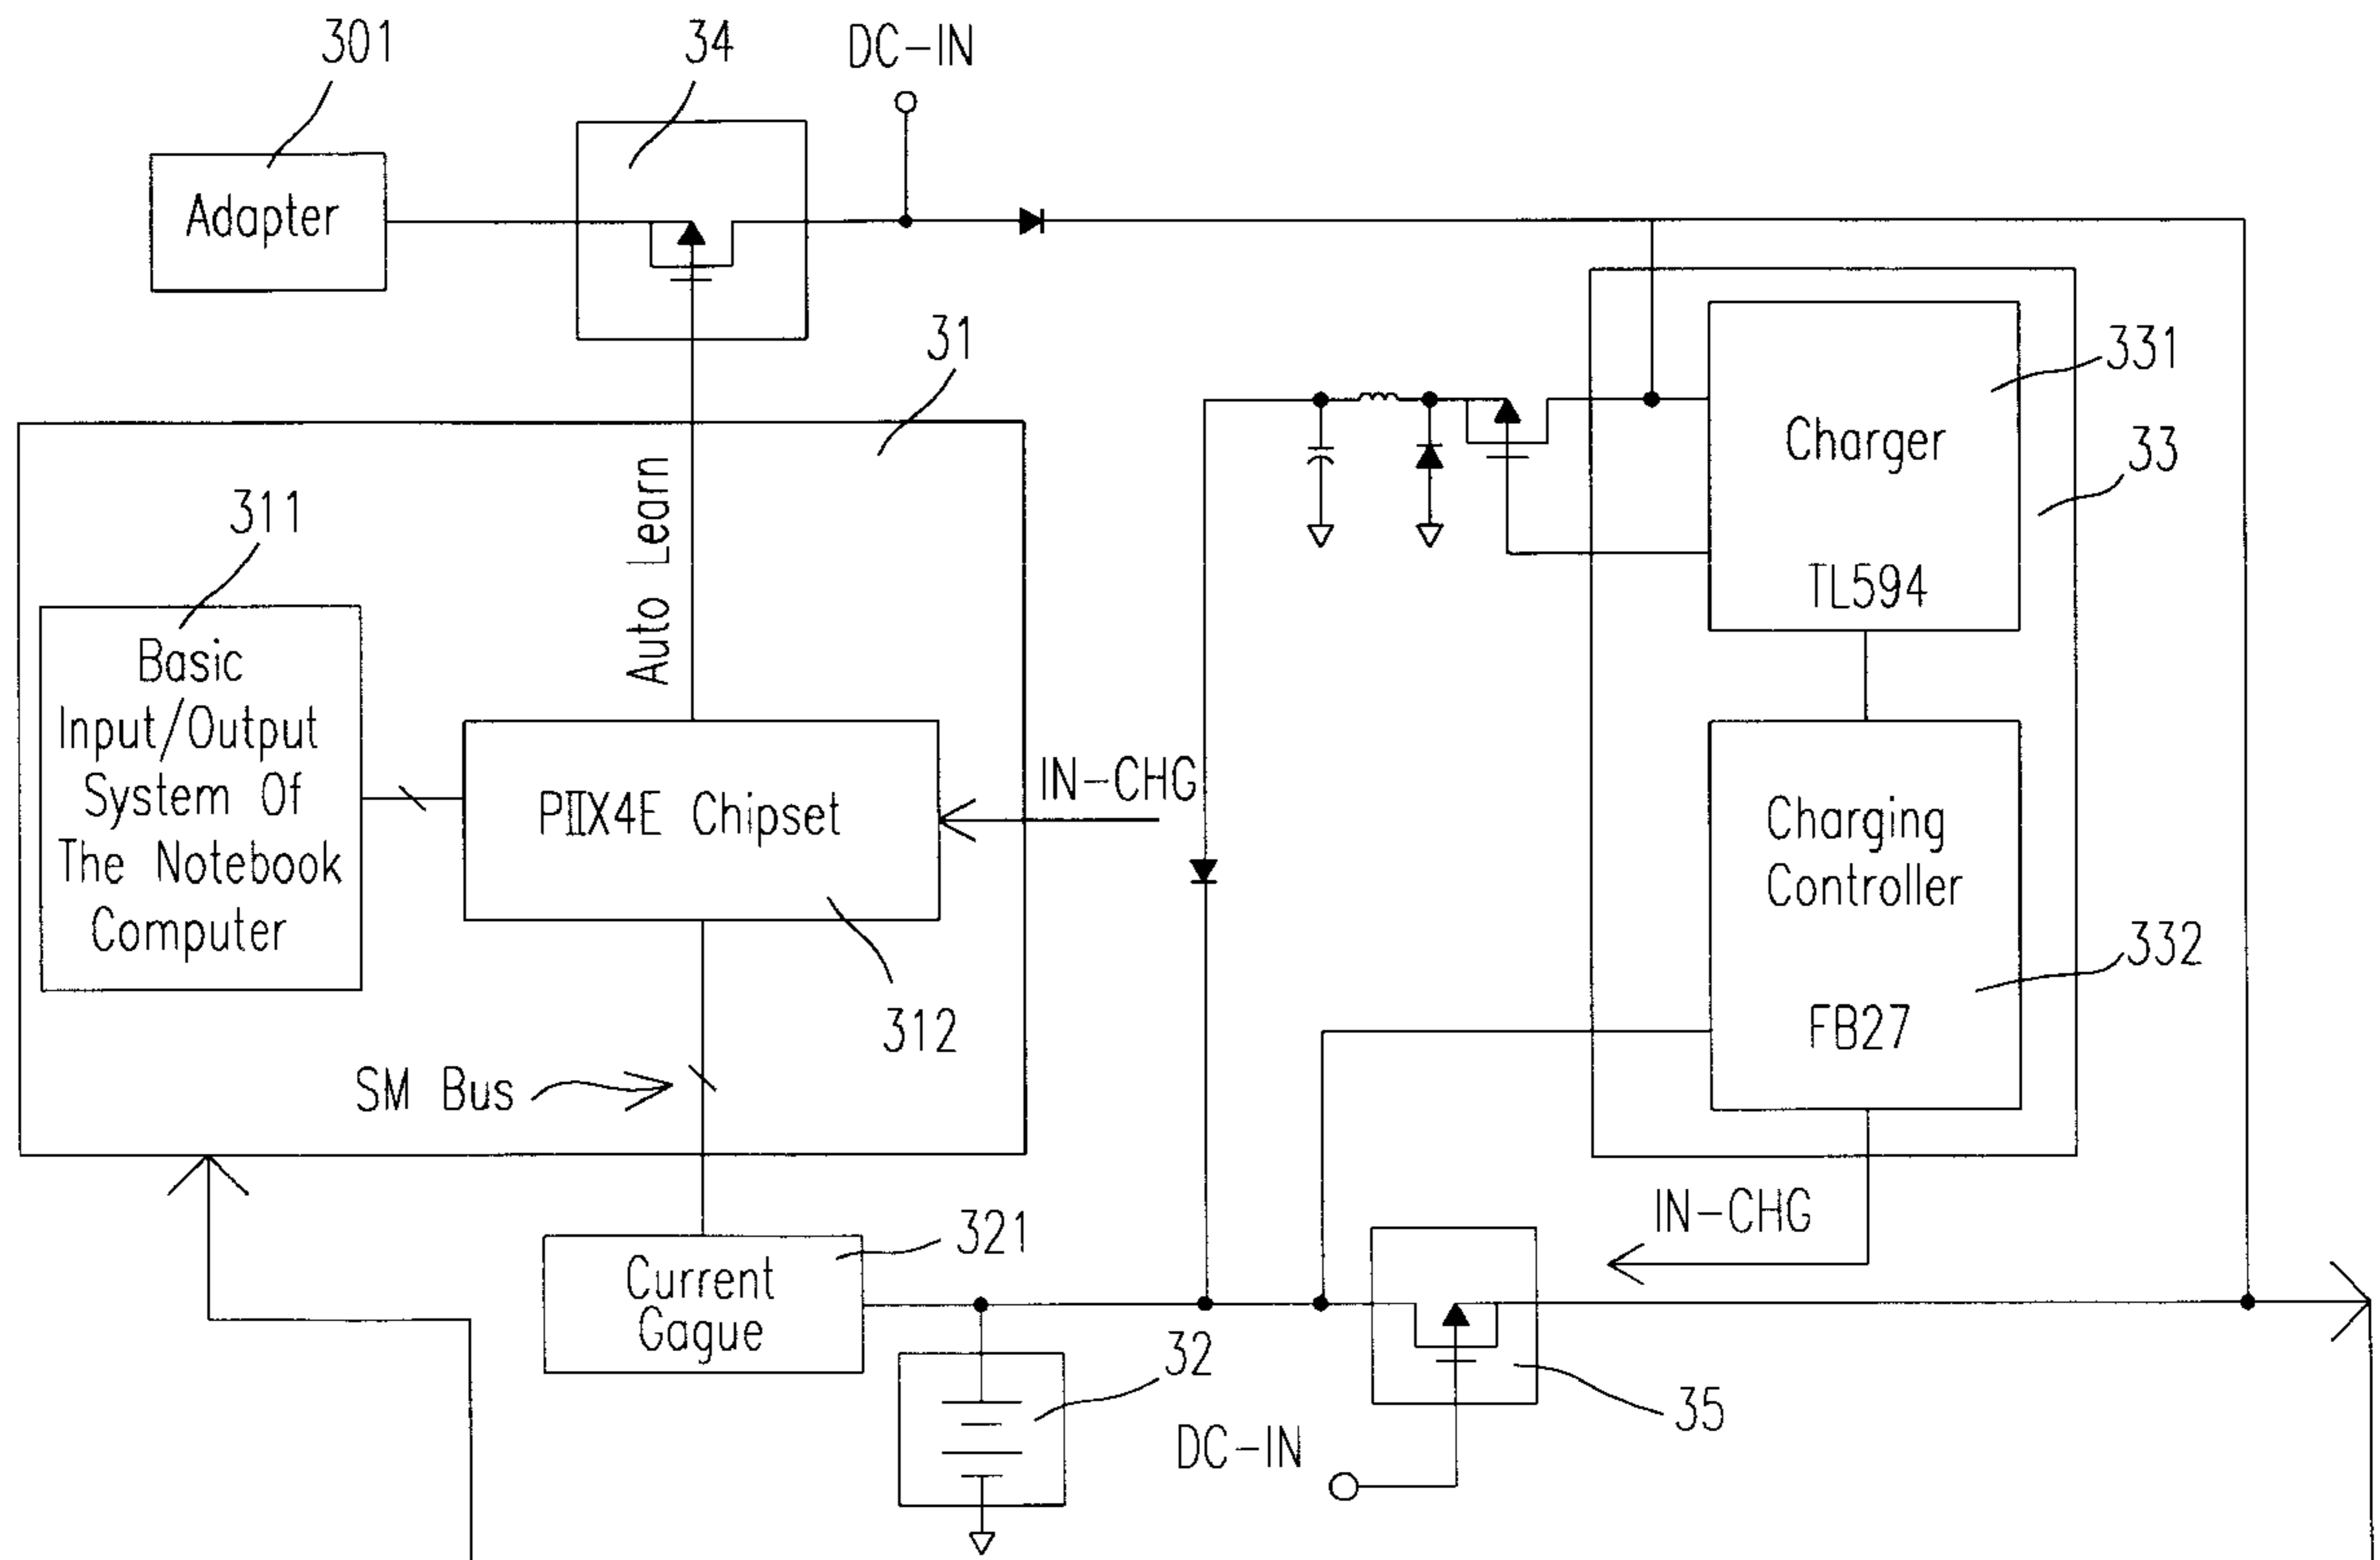 301
34
DC-IN
Adapter
31
331
Charger
33
TL594
Auto Learn
311
Basic
Input/Output
System Of
The Notebook
Computer
PIIX4E Chipset
IN-CHG
312
Charging
Controller
332
FB27
SM Bus
321
Current
Gague
IN-CHG
32
35
DC-IN